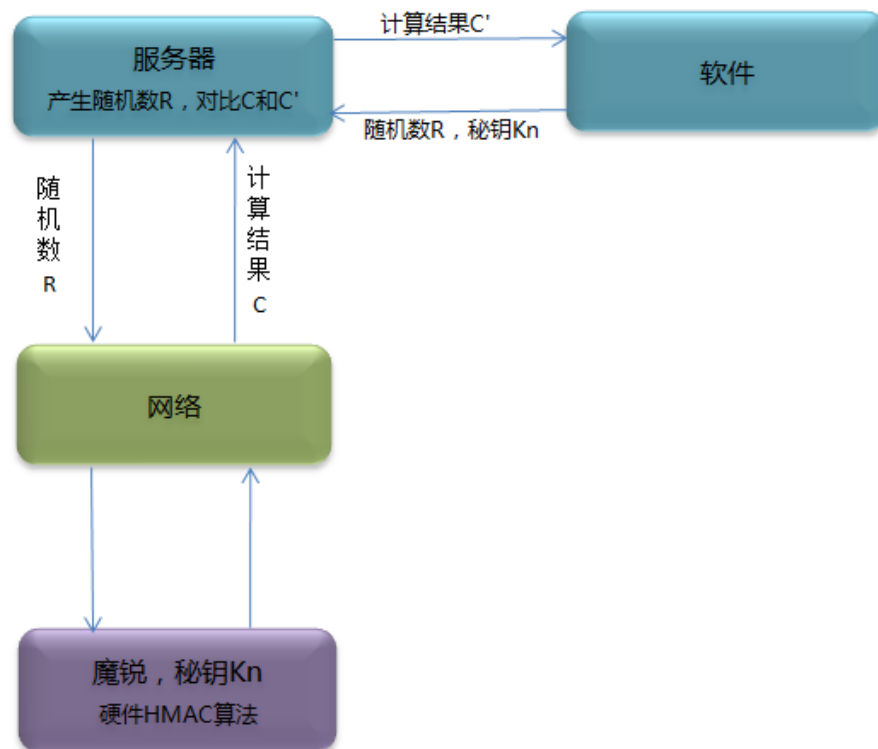 计算结果C'
服务器
产生随机数R，对比C和C'
软件
随机数R，秘钥Kn
随机数R
计算结果C
网络
魔锐，秘钥Kn
硬件HMAC算法